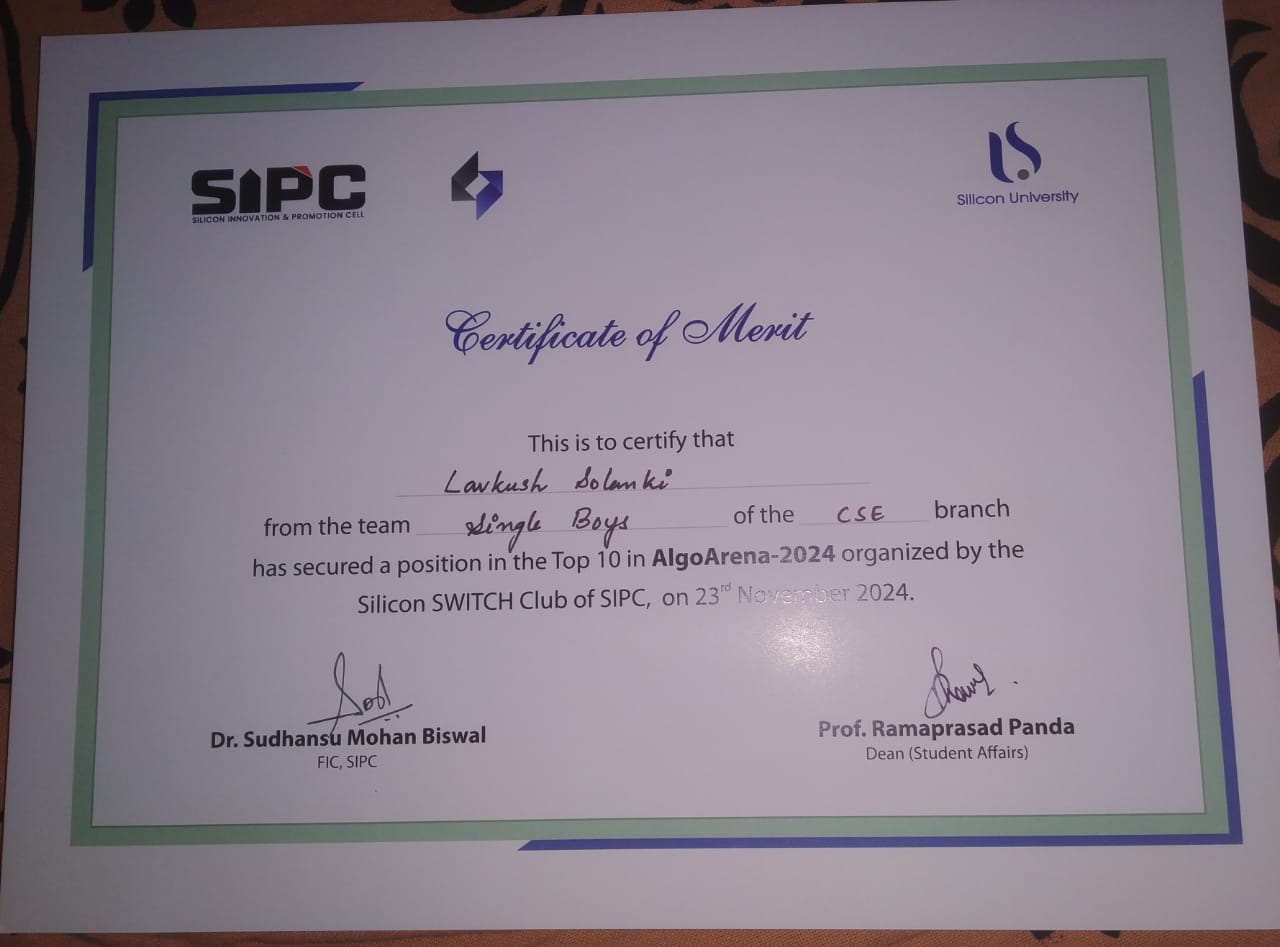 SIPC
SILICON INNOVATION & PROMOTION CELL
Silicon University
Certificate of Merit
This is to certify that
Lavkush Solanki
from the team Single Boys of the CSE branch
has secured a position in the Top 10 in AlgoArena-2024 organized by the
Silicon SWITCH Club of SIPC, on 23rd November 2024.
Dr. Sudhansu Mohan Biswal
FIC, SIPC
Prof. Ramaprasad Panda
Dean (Student Affairs)